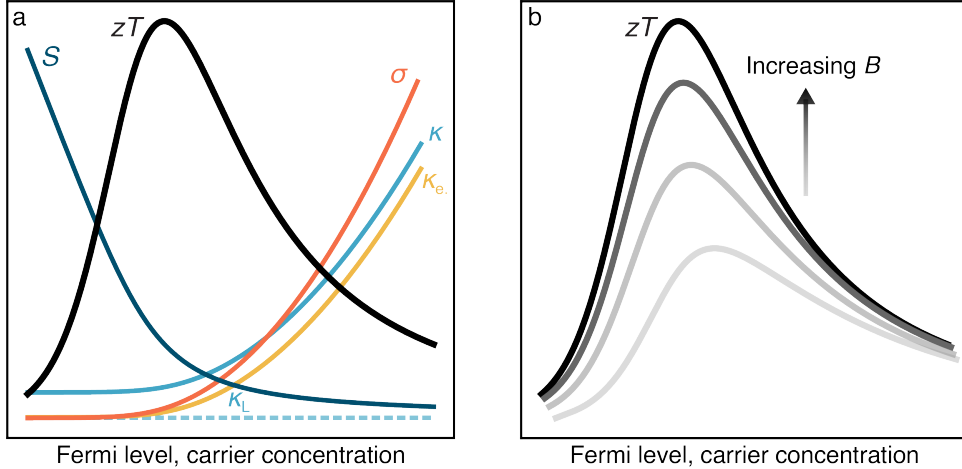 a
zT
S
σ
κ
κe.
κL
Fermi level, carrier concentration
b
zT
Increasing B
Fermi level, carrier concentration